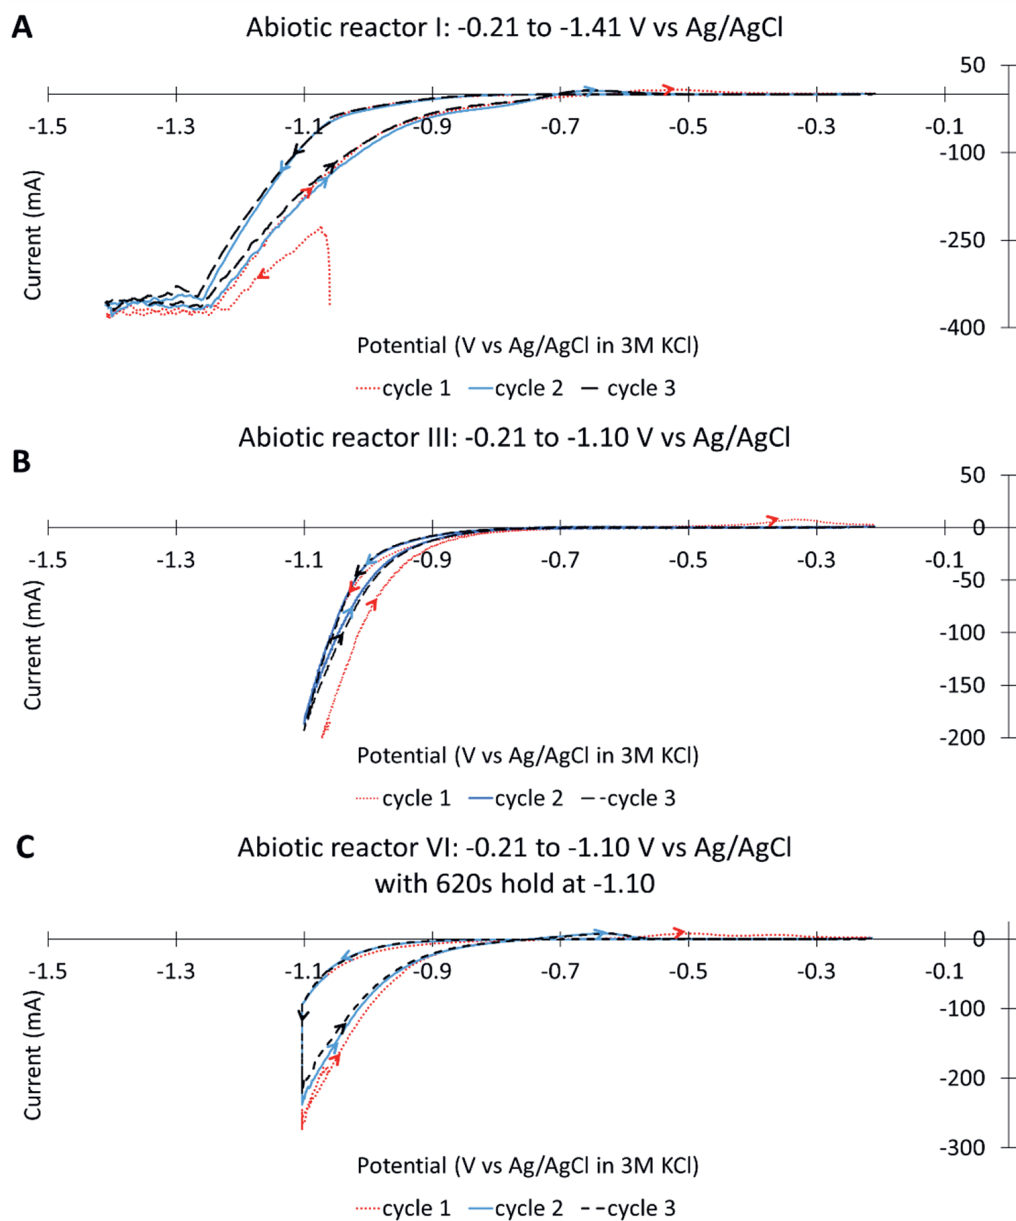 A
Abiotic reactor I: -0.21 to -1.41 V vs Ag/AgCl
50
-1.5 -1.3 -1.1 -0.9 -0.7 -0.5 -0.3 -0.1
-100
-250
-400
Current (mA)
Potential (V vs Ag/AgCl in 3M KCl)
cycle 1 cycle 2 cycle 3
Abiotic reactor III: -0.21 to -1.10 V vs Ag/AgCl
B
50
0
-1.5 -1.3 -1.1 -0.9 -0.7 -0.5 -0.3 -0.1
-50
-100
-150
-200
Current (mA)
Potential (V vs Ag/AgCl in 3M KCl)
cycle 1 cycle 2 cycle 3
C
Abiotic reactor VI: -0.21 to -1.10 V vs Ag/AgCl
with 620s hold at -1.10
0
-1.5 -1.3 -1.1 -0.9 -0.7 -0.5 -0.3 -0.1
-100
-200
-300
Current (mA)
Potential (V vs Ag/AgCl in 3M KCl)
cycle 1 cycle 2 cycle 3